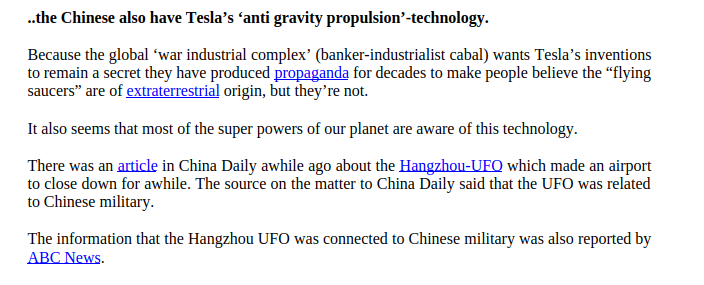 ..the Chinese also have Tesla’s ‘anti gravity propulsion’-technology.
Because the global ‘war industrial complex’ (banker-industrialist cabal) wants Tesla’s inventions
to remain a secret they have produced propaganda for decades to make people believe the “flying
saucers” are of extraterrestrial origin, but they’re not.
It also seems that most of the super powers of our planet are aware of this technology.
There was an article in China Daily awhile ago about the Hangzhou-UFO which made an airport
to close down for awhile. The source on the matter to China Daily said that the UFO was related
to Chinese military.
The information that the Hangzhou UFO was connected to Chinese military was also reported by
ABC News.